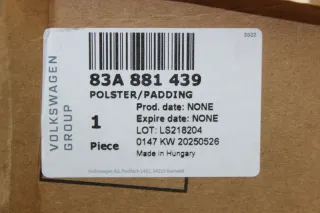 83A 881 439
POLSTER/PADDING
VOLKSWAGEN
GROUP
1
Piece
Prod. date: NONE
Expire date: NONE
LOT: LS218204
0147 KW 20250526
Made in Hungary